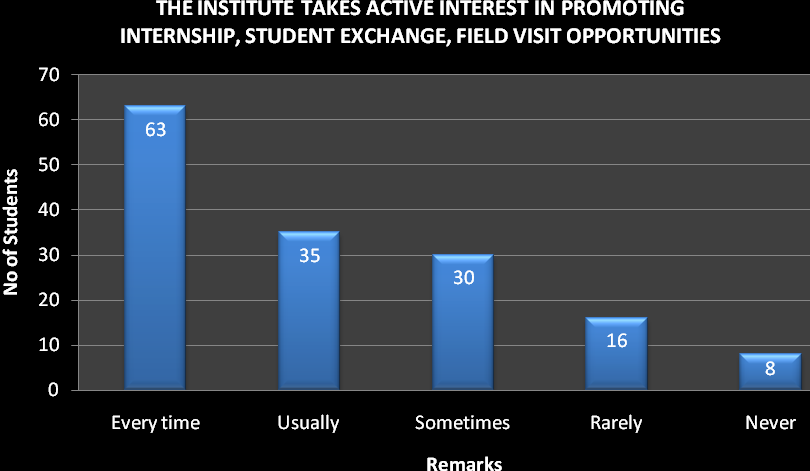 THE INSTITUTE TAKES ACTIVE INTEREST IN PROMOTING
INTERNSHIP, STUDENT EXCHANGE, FIELD VISIT OPPORTUNITIES
70
60
50
40
30
20
10
0
No of Students
63
35
30
16
8
Every time
Usually
Sometimes
Rarely
Never
Remarks